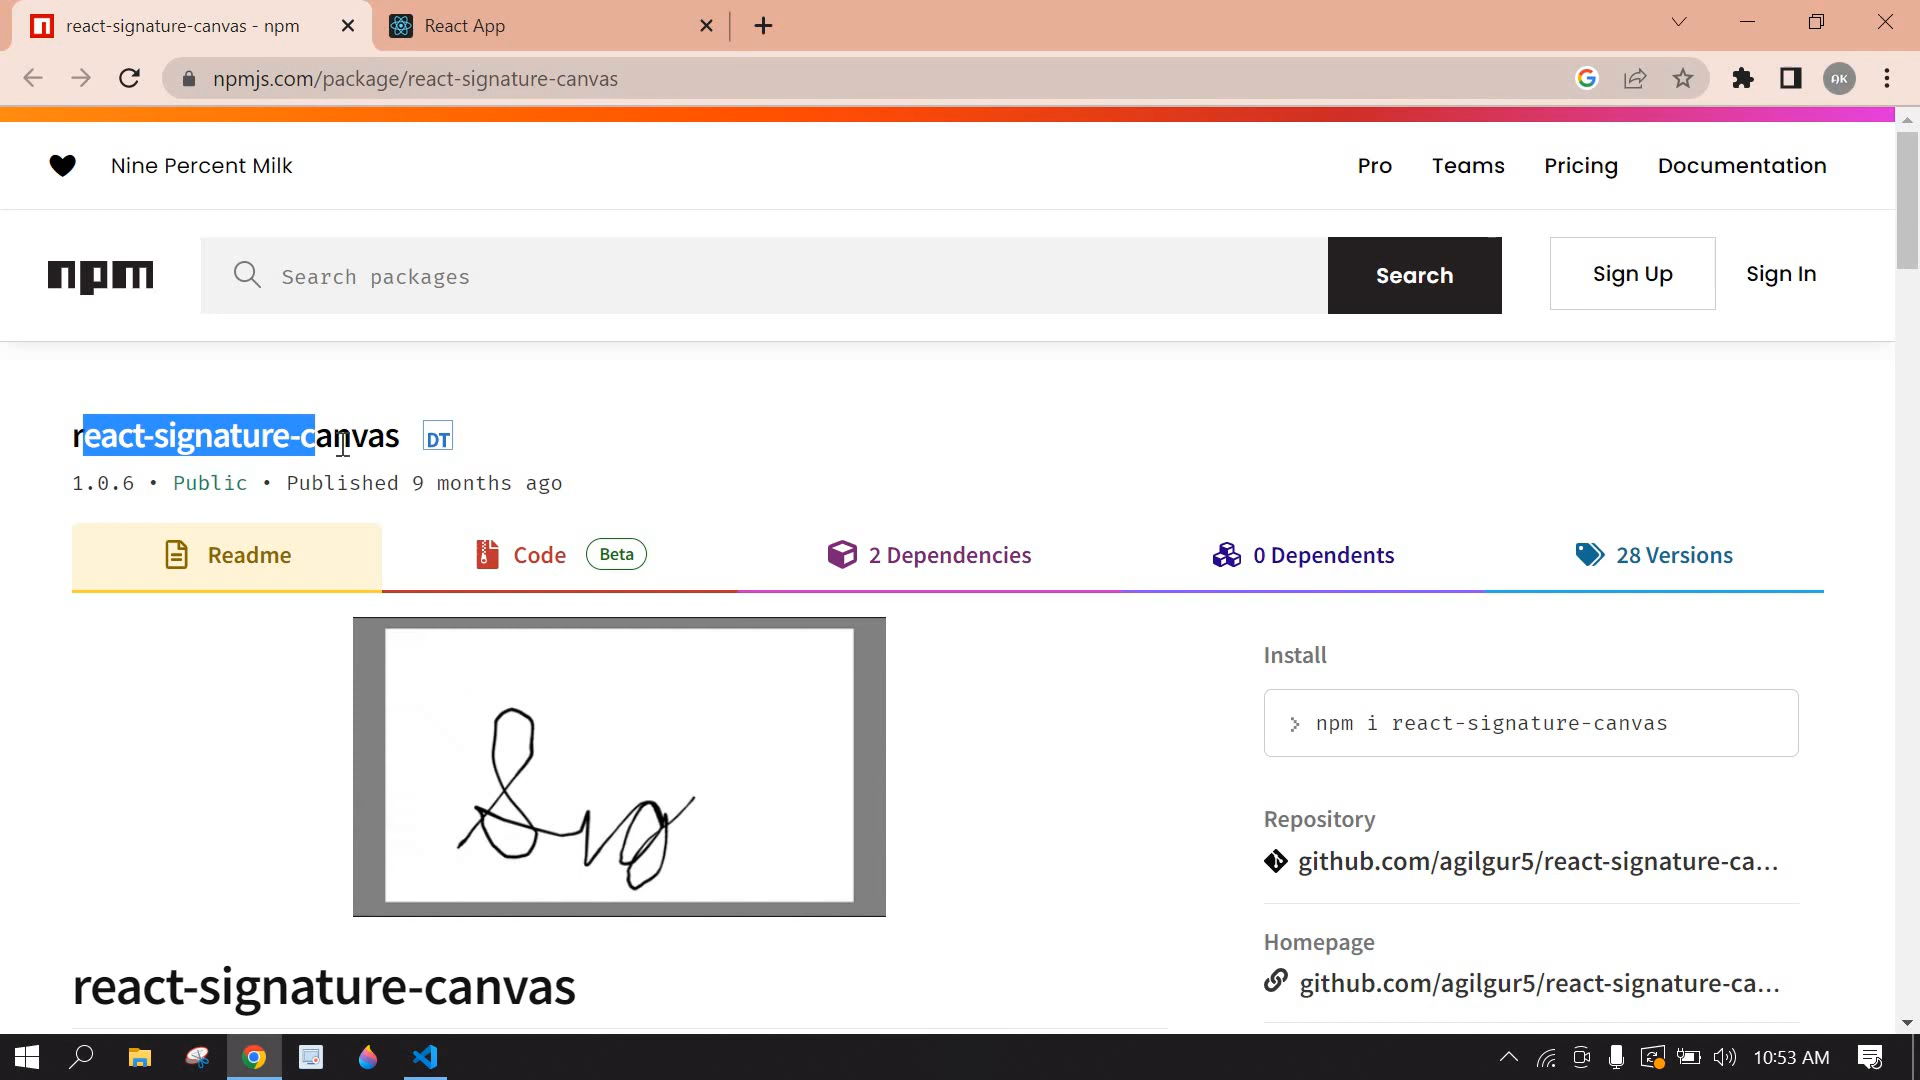 react-signature-canvas - npm
React App
npmjs.com/package/react-signature-canvas
AK
Nine Percent Milk
Pro Teams Pricing Documentation
npm
Search packages
Search
Sign Up
Sign In
react-signature-canvas DT
1.0.6 • Public • Published 9 months ago
Readme
Code Beta
2 Dependencies
0 Dependents
28 Versions
Install
> npm i react-signature-canvas
Repository
github.com/agilgur5/react-signature-ca...
Homepage
github.com/agilgur5/react-signature-ca...
react-signature-canvas
10:53 AM